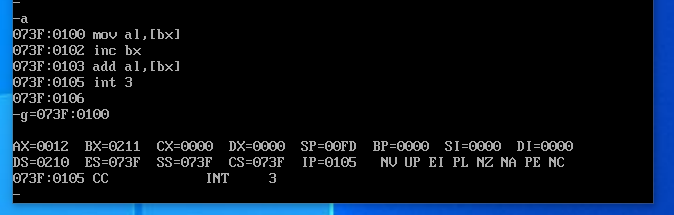 -
-a
073F:0100 mov al,[bx]
073F:0102 inc bx
073F:0103 add al,[bx]
073F:0105 int 3
073F:0106
-g=073F:0100
AX=0012  BX=0211  CX=0000  DX=0000  SP=00FD  BP=0000  SI=0000  DI=0000
DS=0210  ES=073F  SS=073F  CS=073F  IP=0105   NV UP EI PL NZ NA PE NC
073F:0105 CC            INT     3
-